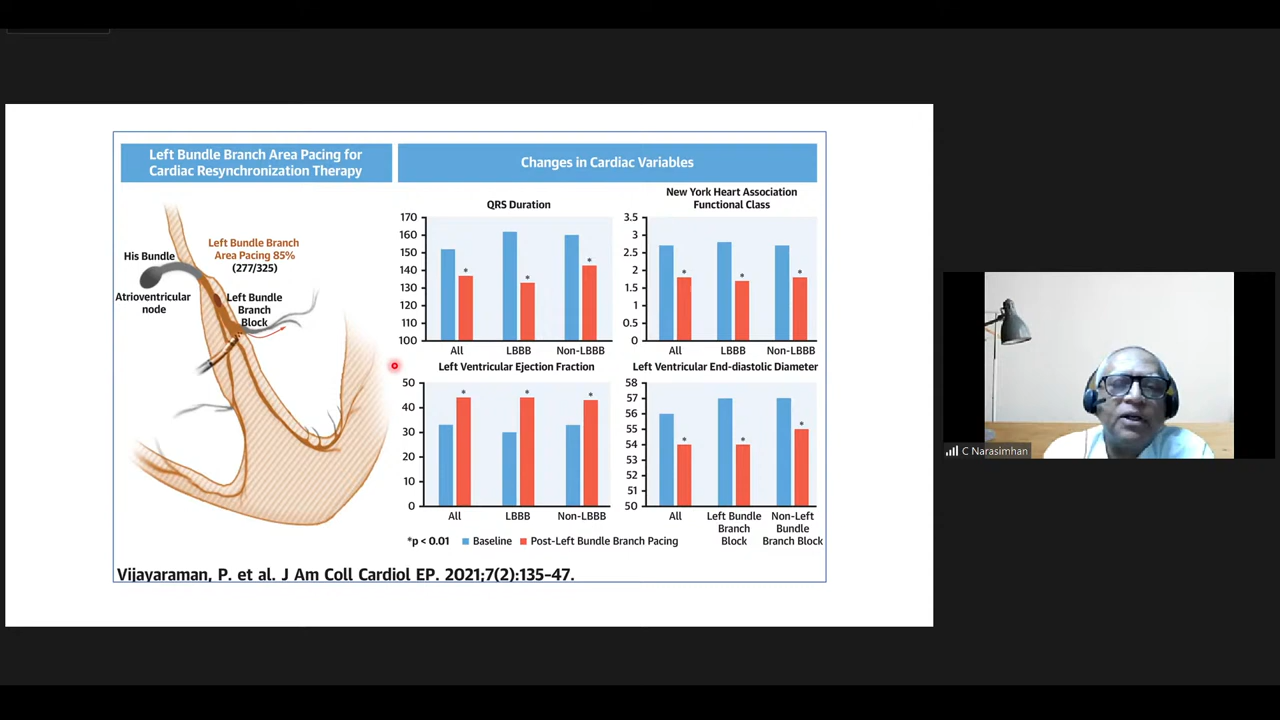 Left Bundle Branch Area Pacing for
Cardiac Resynchronization Therapy
Left Bundle Branch
Area Pacing 85%
(277/325)
His Bundle
Atrioventricular
node
Left Bundle
Branch
Block
Changes in Cardiac Variables
QRS Duration
170
160
150
140
130
120
110
100
* * *
All LBBB Non-LBBB
New York Heart Association
Functional Class
3.5
3
2.5
2
1.5
1
0.5
0
* * *
All LBBB Non-LBBB
Left Ventricular Ejection Fraction
50
40
30
20
10
0
* * *
All LBBB Non-LBBB
Left Ventricular End-diastolic Diameter
58
57
56
55
54
53
52
51
50
* * *
All
Left Bundle
Branch
Block
Non-Left
Bundle
Branch Block
*p < 0.01 Baseline Post-Left Bundle Branch Pacing
Vijayaraman, P. et al. J Am Coll Cardiol EP. 2021;7(2):135–47.
C Narasimhan